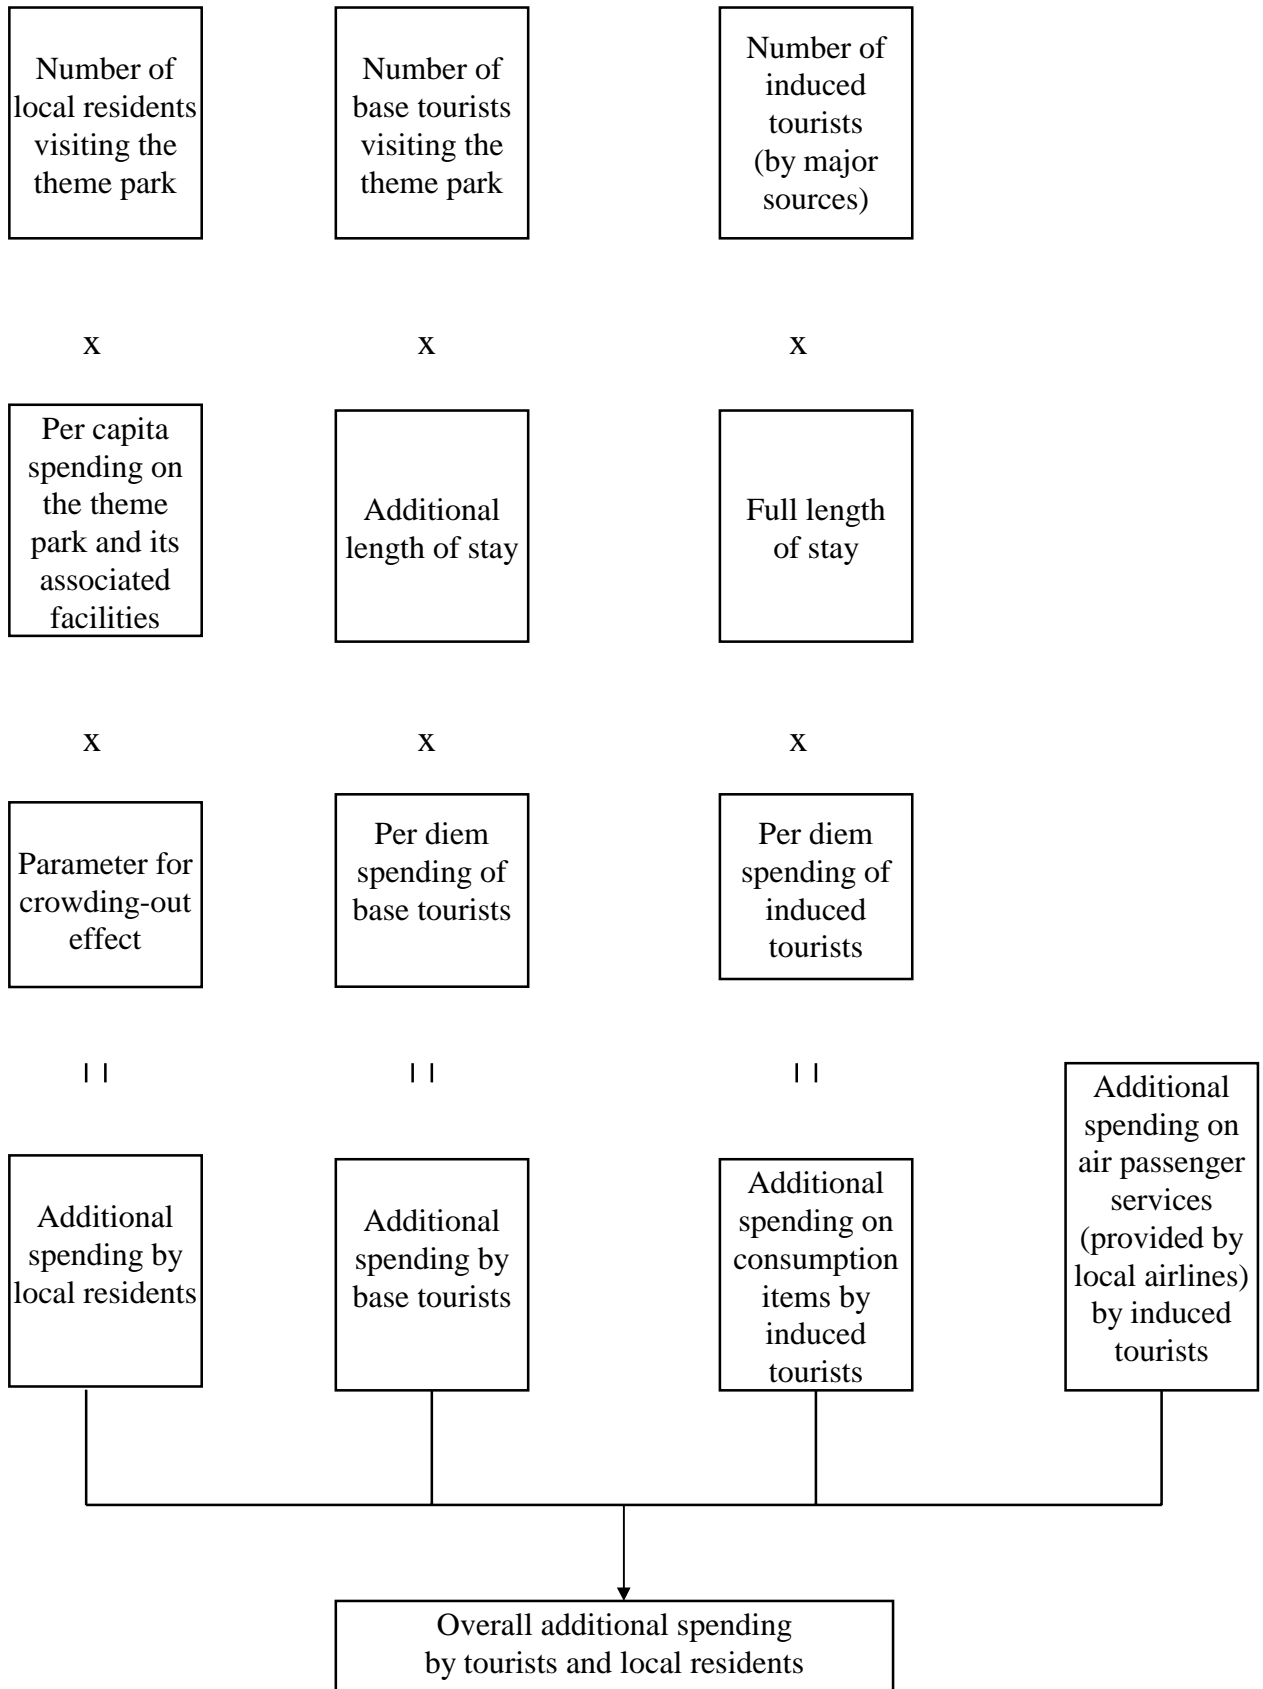 Number of
local residents
visiting the
theme park
Number of
base tourists
visiting the
theme park
Number of
induced
tourists
(by major
sources)
x
x
x
Per capita
spending on
the theme
park and its
associated
facilities
Additional
length of stay
Full length
of stay
x
x
x
Parameter for
crowding-out
effect
Per diem
spending of
base tourists
Per diem
spending of
induced
tourists
=
=
=
Additional
spending by
local residents
Additional
spending by
base tourists
Additional
spending on
consumption
items by
induced
tourists
Additional
spending on
air passenger
services
(provided by
local airlines)
by induced
tourists
Overall additional spending
by tourists and local residents